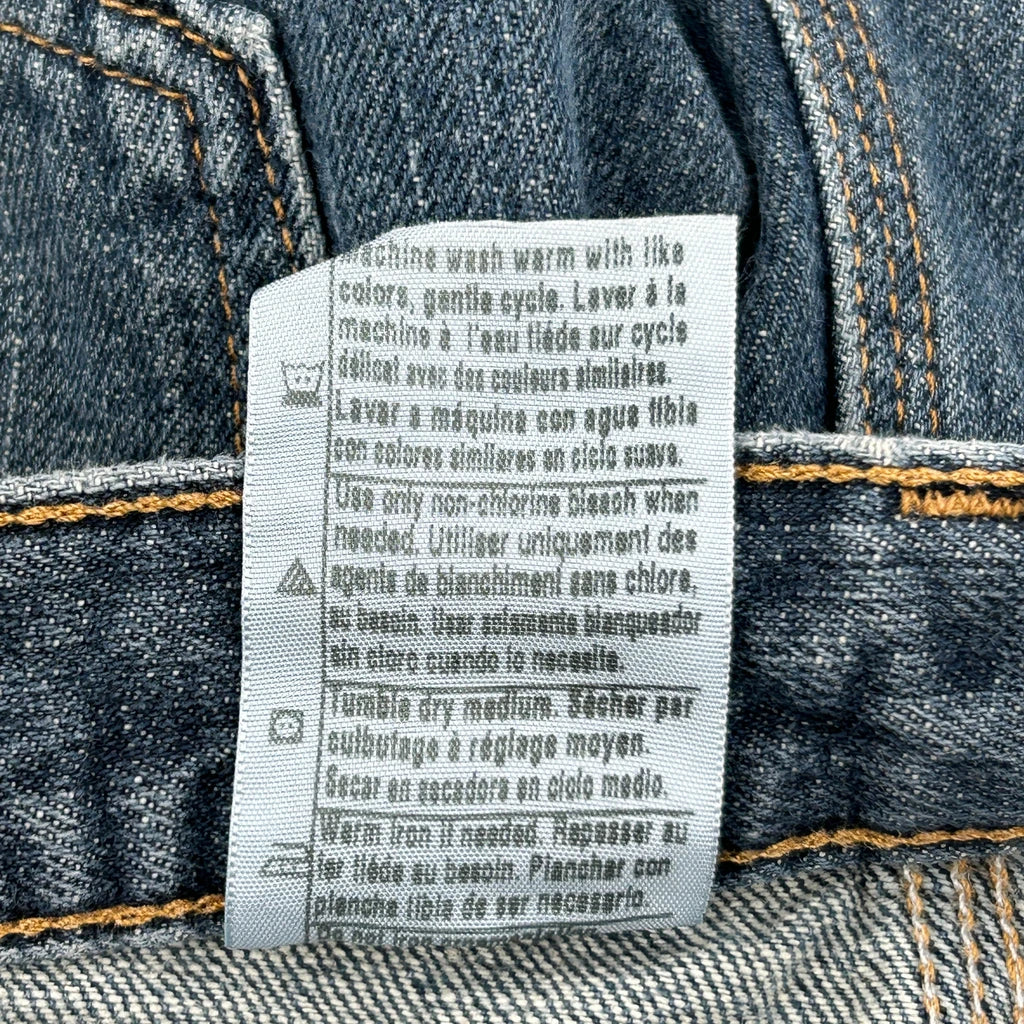 Machine wash warm with like
colors, gentle cycle. Laver à la
machine à l'eau tiède sur cycle
délicat avec des couleurs similaires.
Lavar a máquina con agua tibia
con colores similares en ciclo suave.
Use only non-chlorine bleach when
needed. Utiliser uniquement des
agents de blanchiment sans chlore,
au besoin. Usar solamente blanqueador
sin cloro cuando lo necesite.
Tumble dry medium. Sécher par
culbutage à réglage moyen.
Secar en secadora en ciclo medio.
Warm iron if needed. Repasser au
fer tiède au besoin. Planchar con
plancha tibia de ser necesario.